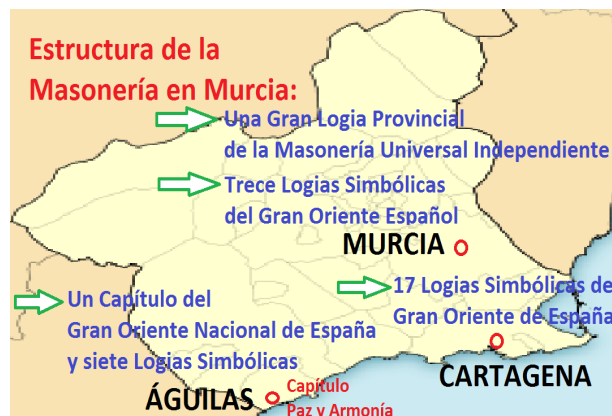 Estructura de la
Masonería en Murcia:
Una Gran Logia Provincial
de la Masonería Universal Independiente
Trece Logias Simbólicas
del Gran Oriente Español
MURCIA
17 Logias Simbólicas de
Gran Oriente de España
Un Capítulo del
Gran Oriente Nacional de España
y siete Logias Simbólicas
CARTAGENA
ÁGUILAS
Capítulo
Paz y Armonía